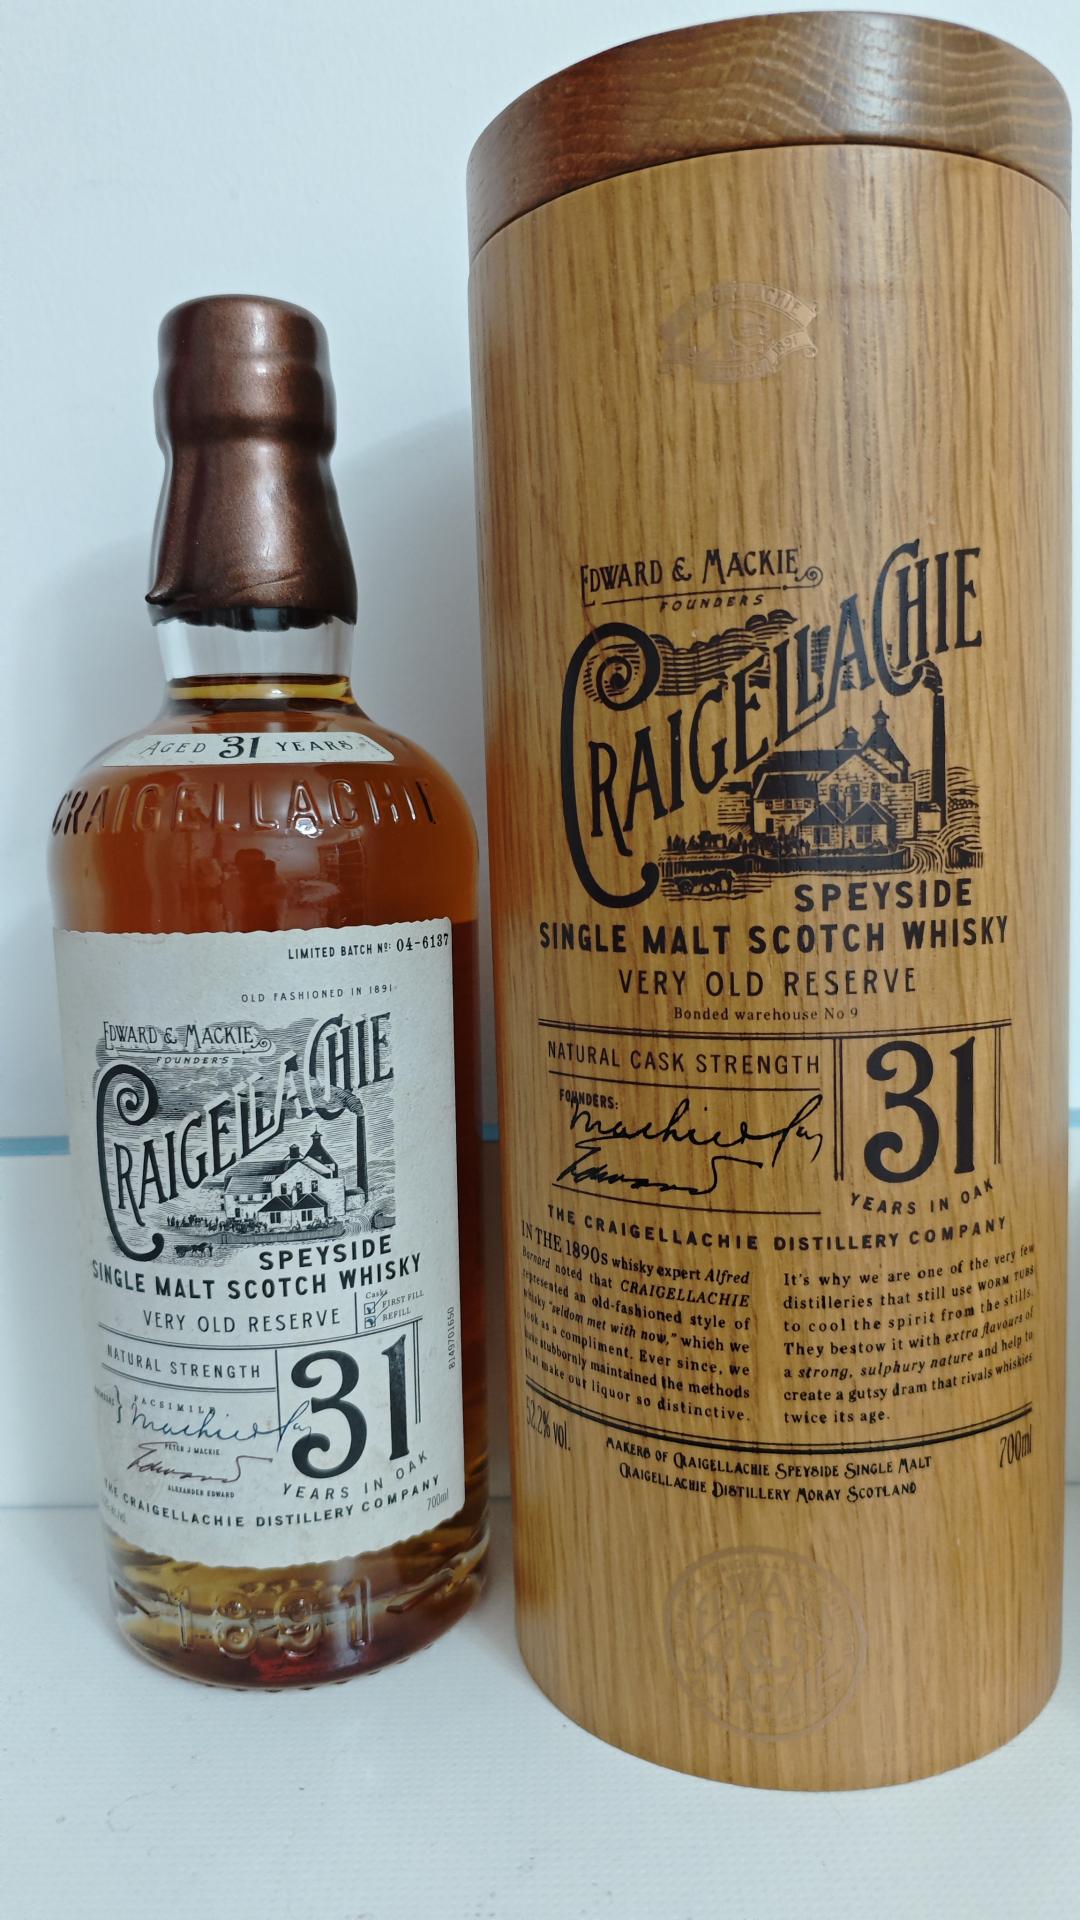 AGED 31 YEARS
CRAIGELLACHIE
LIMITED BATCH Nº: 04-6137
OLD FASHIONED IN 1891
EDWARD & MACKIE
FOUNDERS
CRAIGELLACHIE
SPEYSIDE
SINGLE MALT SCOTCH WHISKY
VERY OLD RESERVE
Casks
FIRST FILL
REFILL
8149701650
NATURAL STRENGTH
FACSIMILE
Mackie
PETER J MACKIE
Edward
ALEXANDER EDWARD
31
YEARS IN OAK
THE CRAIGELLACHIE DISTILLERY COMPANY
700ml
1891
1891
EDWARD & MACKIE
FOUNDERS
CRAIGELLACHIE
SPEYSIDE
SINGLE MALT SCOTCH WHISKY
VERY OLD RESERVE
Bonded warehouse No 9
NATURAL CASK STRENGTH
FOUNDERS:
Mackie
Edward
31
YEARS IN OAK
THE CRAIGELLACHIE DISTILLERY COMPANY
IN THE 1890s whisky expert Alfred
Barnard noted that CRAIGELLACHIE
represented an old-fashioned style of
whisky "seldom met with now," which we
took as a compliment. Ever since, we
have stubbornly maintained the methods
that make our liquor so distinctive.
It's why we are one of the very few
distilleries that still use WORM TUBS
to cool the spirit from the stills.
They bestow it with extra flavours of
a strong, sulphury nature and help to
create a gutsy dram that rivals whiskies
twice its age.
52.2% vol.
MAKERS OF CRAIGELLACHIE SPEYSIDE SINGLE MALT
CRAIGELLACHIE DISTILLERY MORAY SCOTLAND
700ml